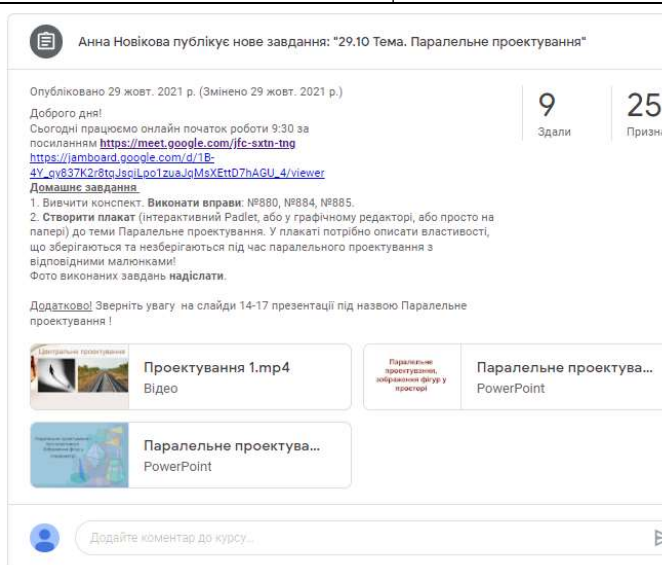 Анна Новікова публікує нове завдання: "29.10 Тема. Паралельне проектування"
Опубліковано 29 жовт. 2021 р. (Змінено 29 жовт. 2021 р.)
9
Здали
25
Призна
Доброго дня!
Сьогодні працюємо онлайн початок роботи 9:30 за
посиланням https://meet.google.com/jfc-sxtn-tng
https://jamboard.google.com/d/1B-
4Y_qy837K2r8tqJsqiLpo1zuaJqMsXEttD7hAGU_4/viewer
Домашнє завдання
1. Вивчити конспект. Виконати вправи: №880, №884, №885.
2. Створити плакат (інтерактивний Padlet, або у графічному редакторі, або просто на
папері) до теми Паралельне проектування. У плакаті потрібно описати властивості,
що зберігаються та незберігаються під час паралельного проектування з
відповідними малюнками!
Фото виконаних завдань надіслати.
Додатково! Зверніть увагу на слайди 14-17 презентації під назвою Паралельне
проектування !
Центральне проектування
Проектування 1.mp4
Відео
Паралельне
проектування,
зображення фігур у
просторі
Паралельне проектува...
PowerPoint
Паралельне проектува...
PowerPoint
Додайте коментар до курсу...